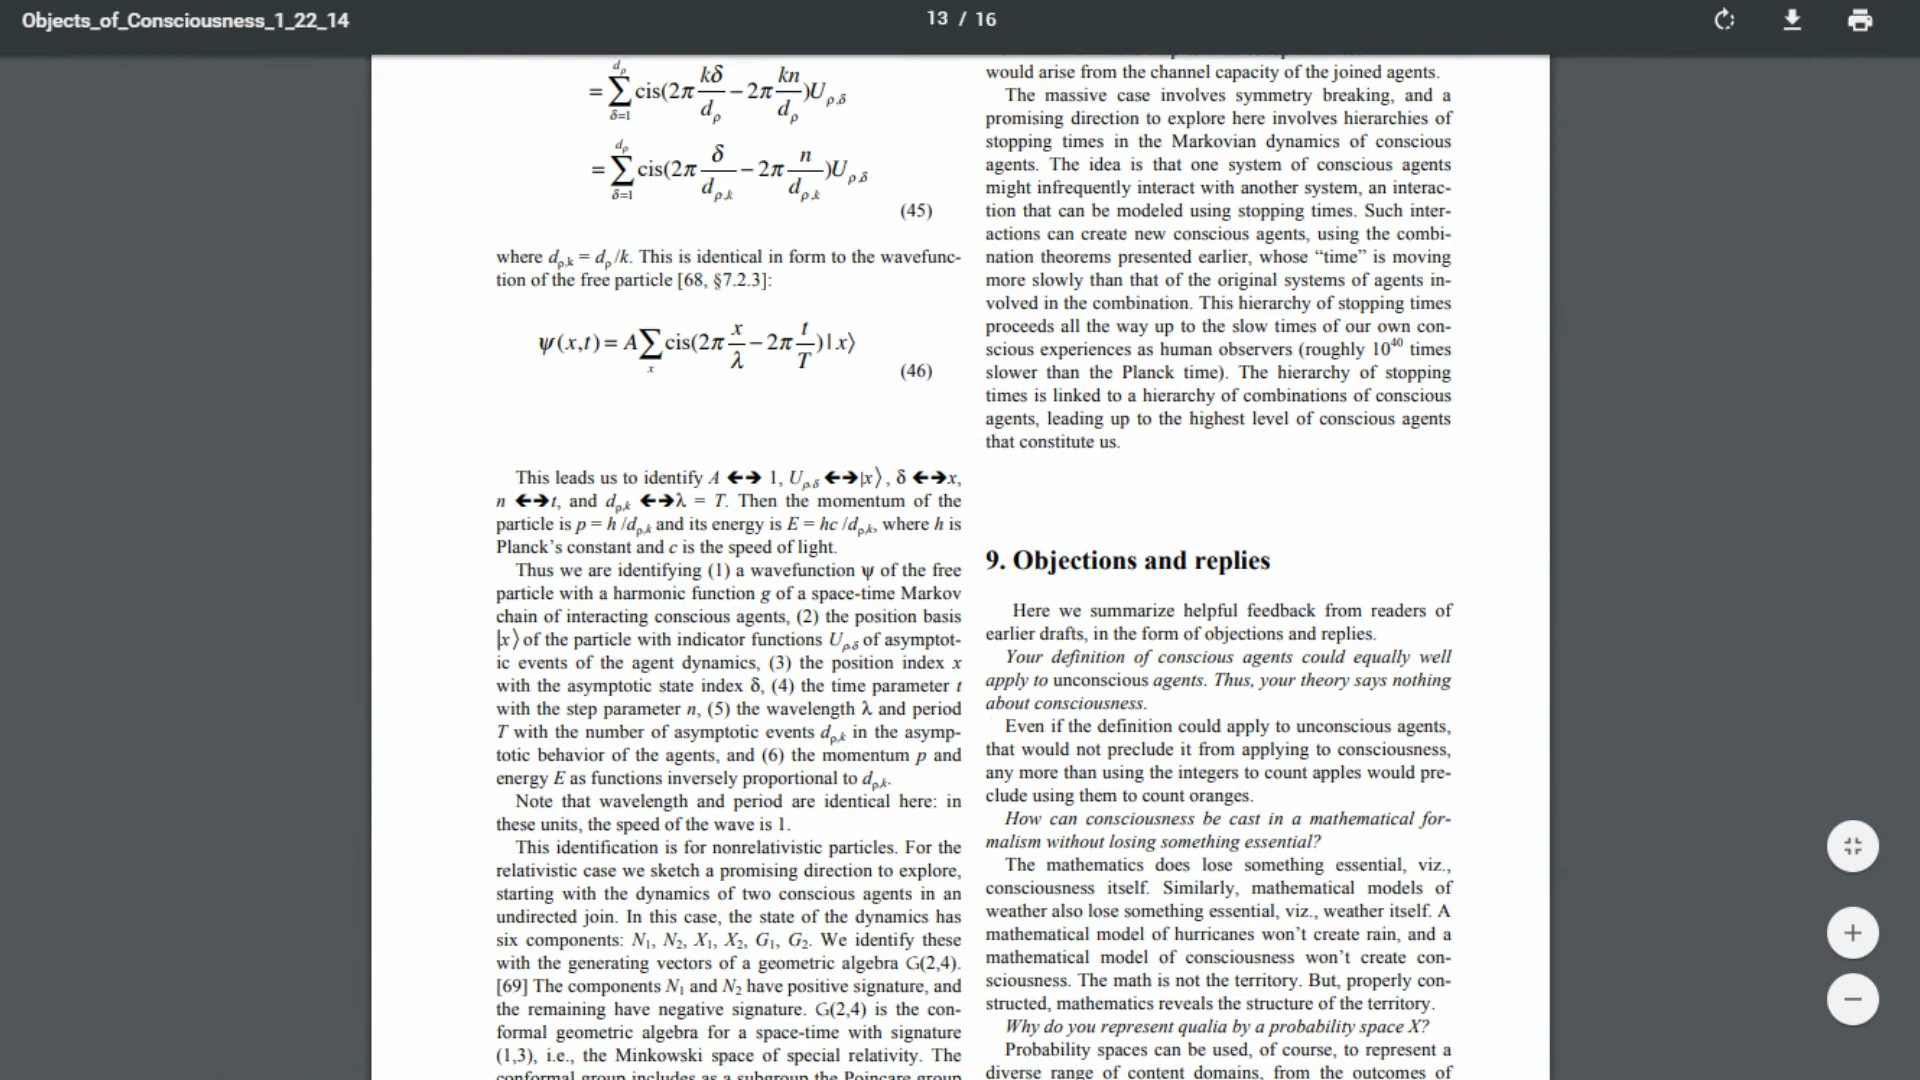 Objects_of_Consciousness_1_22_14
13 / 16
= ∑_{δ=1}^{d_ρ} cis(2π kδ/d_ρ − 2π kn/d_ρ)U_{ρ,δ}
= ∑_{δ=1}^{d_ρ} cis(2π δ/d_{ρ,k} − 2π n/d_{ρ,k})U_{ρ,δ}
(45)
where d_{ρ,k} = d_ρ/k. This is identical in form to the wavefunc-
tion of the free particle [68, §7.2.3]:
ψ(x,t) = A∑_x cis(2π x/λ − 2π t/T)|x⟩
(46)
This leads us to identify A ↔ 1, U_{ρ,δ} ↔ |x⟩, δ ↔ x,
n ↔ t, and d_{ρ,k} ↔ λ = T. Then the momentum of the
particle is p = h/d_{ρ,k} and its energy is E = hc/d_{ρ,k}, where h is
Planck's constant and c is the speed of light.
Thus we are identifying (1) a wavefunction ψ of the free
particle with a harmonic function g of a space-time Markov
chain of interacting conscious agents, (2) the position basis
|x⟩ of the particle with indicator functions U_{ρ,δ} of asymptot-
ic events of the agent dynamics, (3) the position index x
with the asymptotic state index δ, (4) the time parameter t
with the step parameter n, (5) the wavelength λ and period
T with the number of asymptotic events d_{ρ,k} in the asymp-
totic behavior of the agents, and (6) the momentum p and
energy E as functions inversely proportional to d_{ρ,k}.
Note that wavelength and period are identical here: in
these units, the speed of the wave is 1.
This identification is for nonrelativistic particles. For the
relativistic case we sketch a promising direction to explore,
starting with the dynamics of two conscious agents in an
undirected join. In this case, the state of the dynamics has
six components: N₁, N₂, X₁, X₂, G₁, G₂. We identify these
with the generating vectors of a geometric algebra G(2,4).
[69] The components N₁ and N₂ have positive signature, and
the remaining have negative signature. G(2,4) is the con-
formal geometric algebra for a space-time with signature
(1,3), i.e., the Minkowski space of special relativity. The
conformal group includes as a subgroup the Poincare group
would arise from the channel capacity of the joined agents.
The massive case involves symmetry breaking, and a
promising direction to explore here involves hierarchies of
stopping times in the Markovian dynamics of conscious
agents. The idea is that one system of conscious agents
might infrequently interact with another system, an interac-
tion that can be modeled using stopping times. Such inter-
actions can create new conscious agents, using the combi-
nation theorems presented earlier, whose “time” is moving
more slowly than that of the original systems of agents in-
volved in the combination. This hierarchy of stopping times
proceeds all the way up to the slow times of our own con-
scious experiences as human observers (roughly 10⁴⁰ times
slower than the Planck time). The hierarchy of stopping
times is linked to a hierarchy of combinations of conscious
agents, leading up to the highest level of conscious agents
that constitute us.
9. Objections and replies
Here we summarize helpful feedback from readers of
earlier drafts, in the form of objections and replies.
Your definition of conscious agents could equally well
apply to unconscious agents. Thus, your theory says nothing
about consciousness.
Even if the definition could apply to unconscious agents,
that would not preclude it from applying to consciousness,
any more than using the integers to count apples would pre-
clude using them to count oranges.
How can consciousness be cast in a mathematical for-
malism without losing something essential?
The mathematics does lose something essential, viz.,
consciousness itself. Similarly, mathematical models of
weather also lose something essential, viz., weather itself. A
mathematical model of hurricanes won't create rain, and a
mathematical model of consciousness won't create con-
sciousness. The math is not the territory. But, properly con-
structed, mathematics reveals the structure of the territory.
Why do you represent qualia by a probability space X?
Probability spaces can be used, of course, to represent a
diverse range of content domains, from the outcomes of